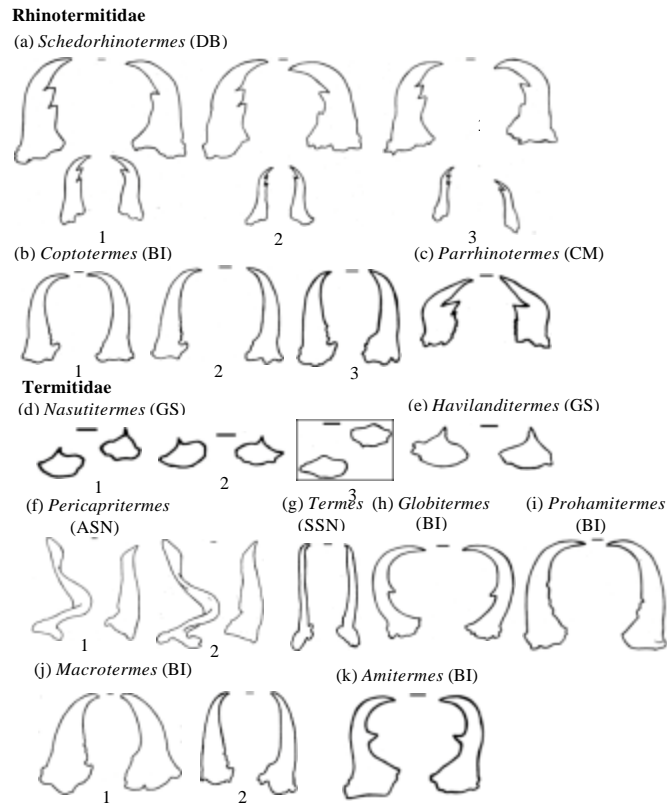 Rhinotermitidae
(a) Schedorhinotermes (DB)
1 2 3
(b) Coptotermes (BI) (c) Parrhinotermes (CM)
1 2 3
Termitidae
(d) Nasutitermes (GS) (e) Havilanditermes (GS)
1 2 3
(f) Pericapritermes (g) Termes (h) Globitermes (i) Prohamitermes
(ASN) (SSN) (BI) (BI)
1 2
(j) Macrotermes (BI) (k) Amitermes (BI)
1 2